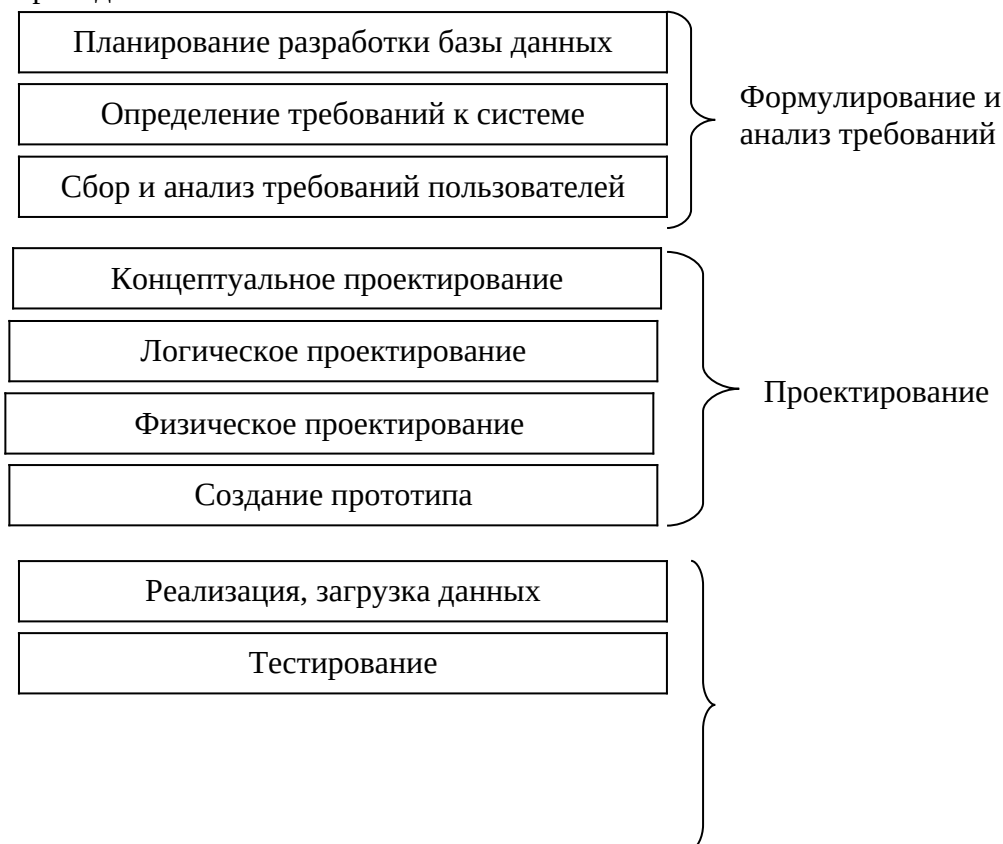 Планирование разработки базы данных
Определение требований к системе
Формулирование и
анализ требований
Сбор и анализ требований пользователей
Концептуальное проектирование
Логическое проектирование
Проектирование
Физическое проектирование
Создание прототипа
Реализация, загрузка данных
Тестирование